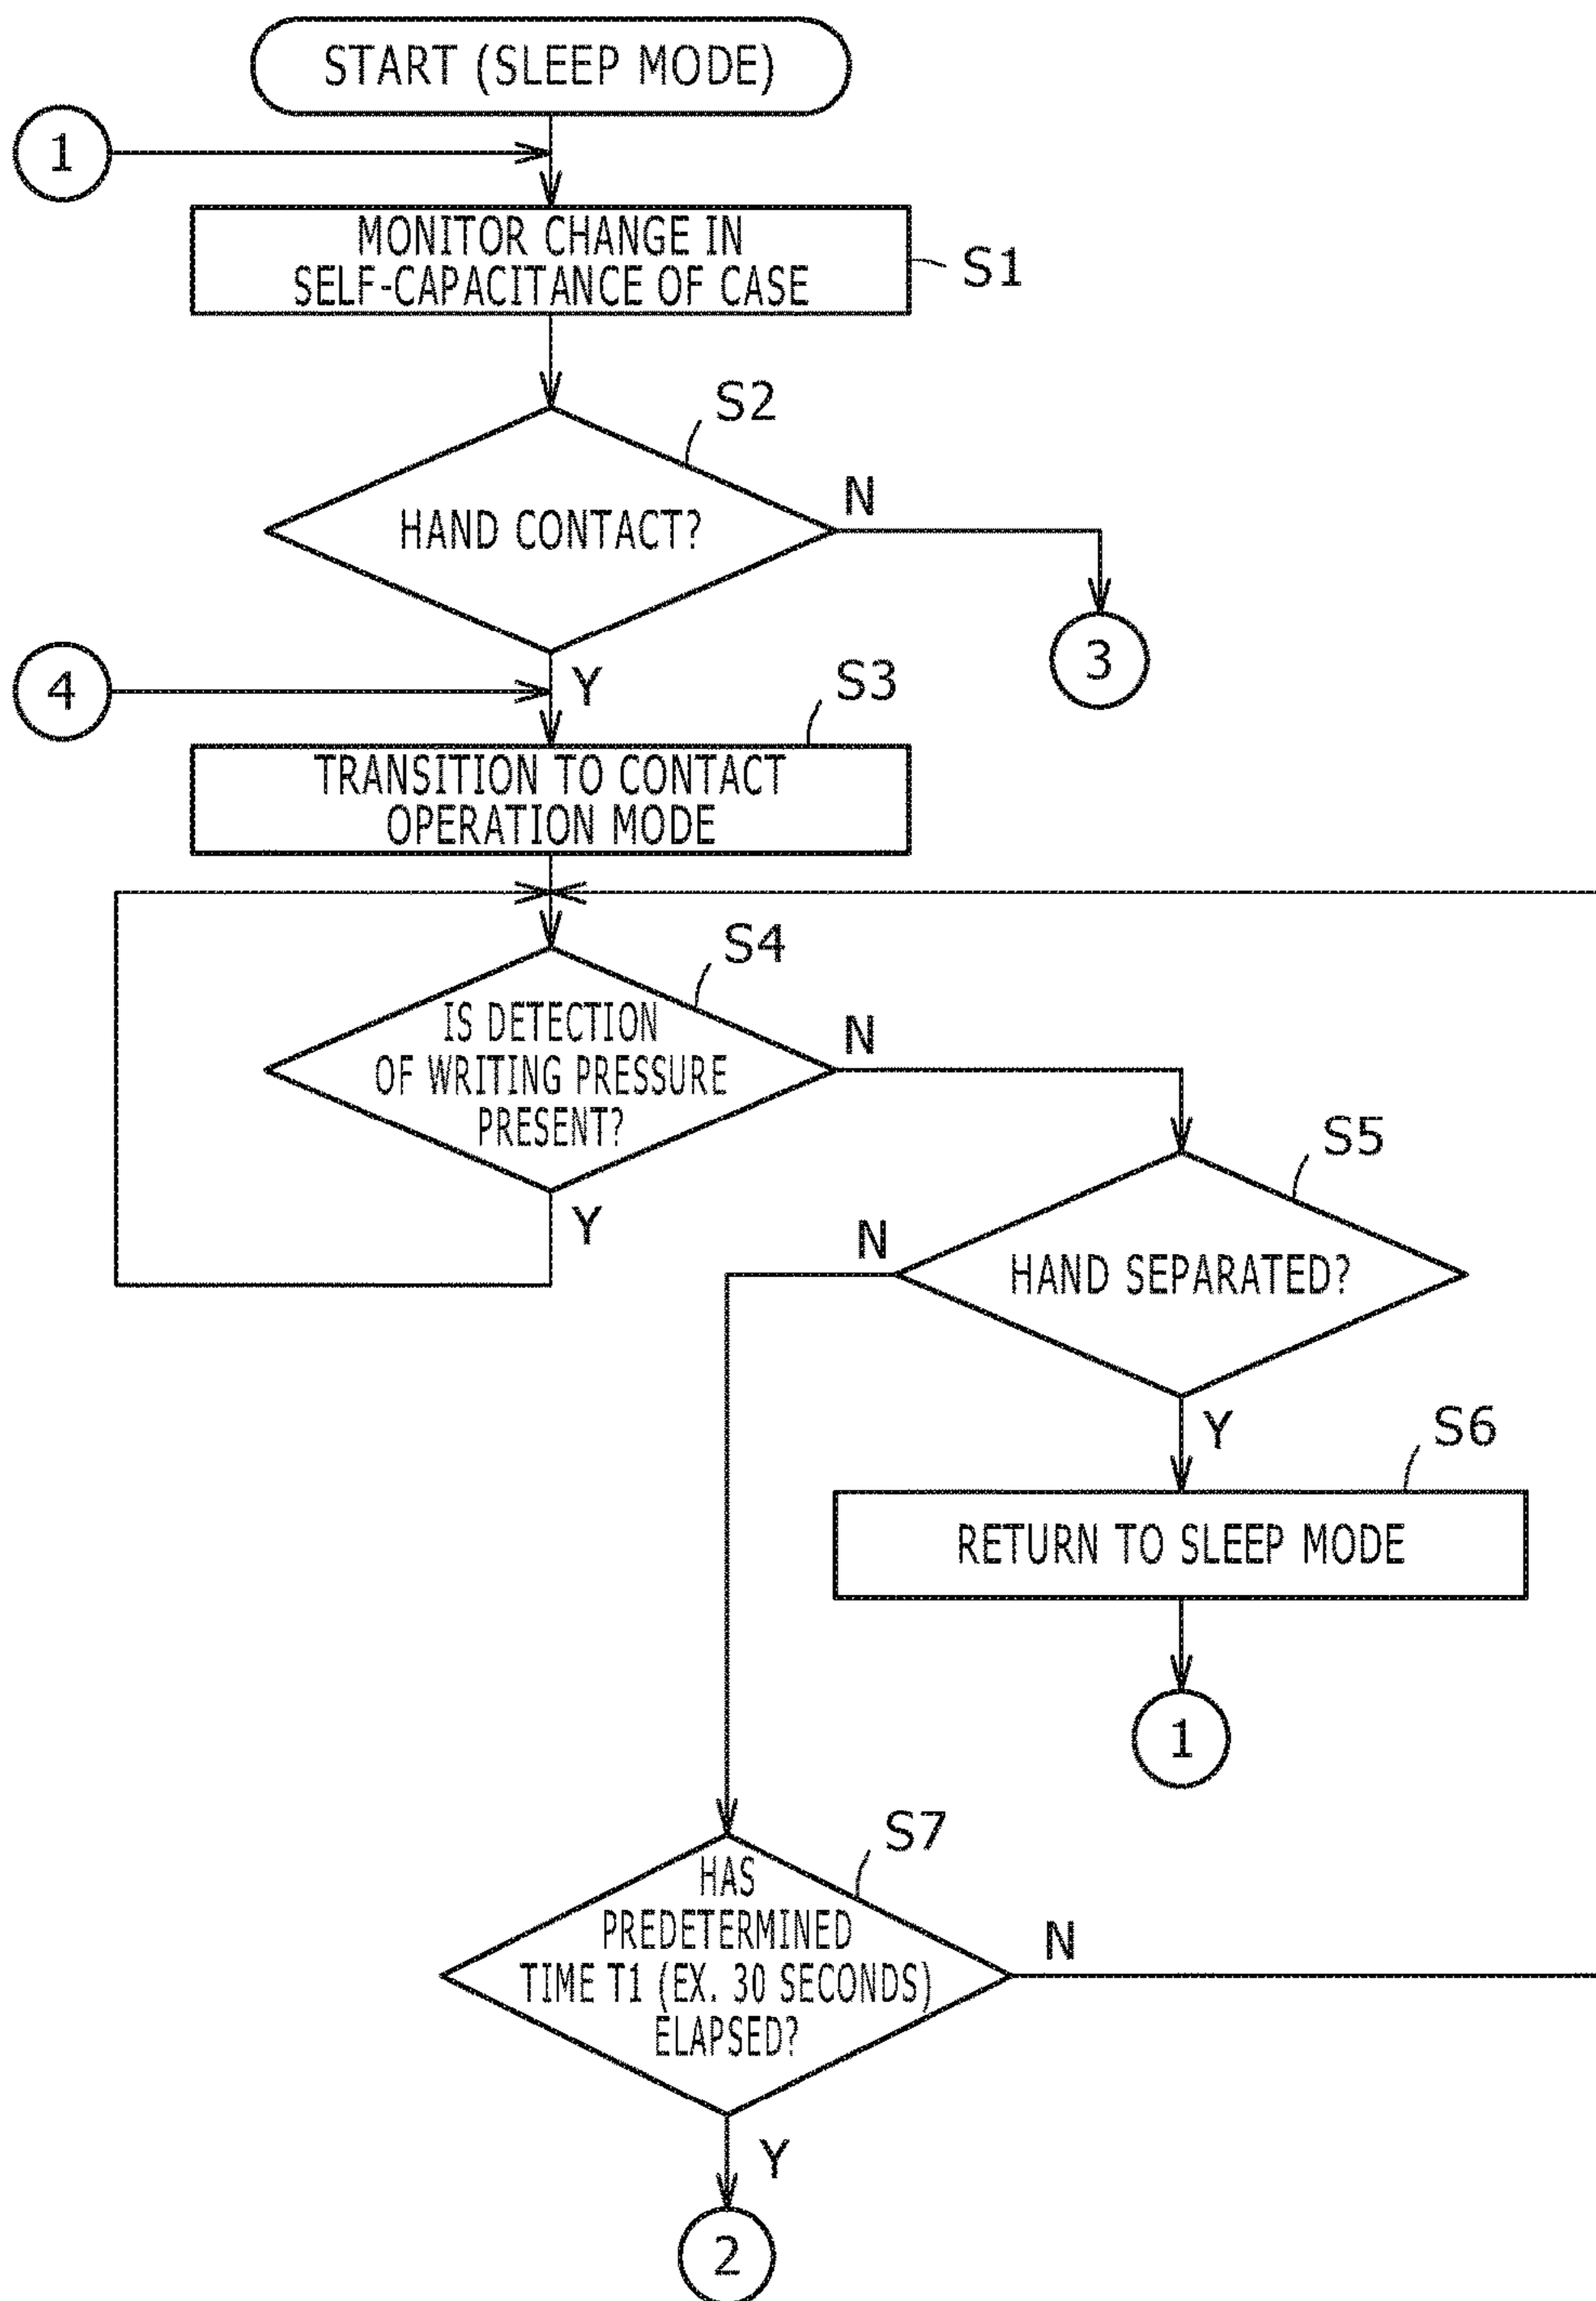 START (SLEEP MODE)
1
MONITOR CHANGE IN
SELF-CAPACITANCE OF CASE
S1
S2
HAND CONTACT?
N
3
4
Y
S3
TRANSITION TO CONTACT
OPERATION MODE
S4
IS DETECTION
OF WRITING PRESSURE
PRESENT?
N
Y
S5
HAND SEPARATED?
N
Y
S6
RETURN TO SLEEP MODE
1
S7
HAS
PREDETERMINED
TIME T1 (EX. 30 SECONDS)
ELAPSED?
N
Y
2